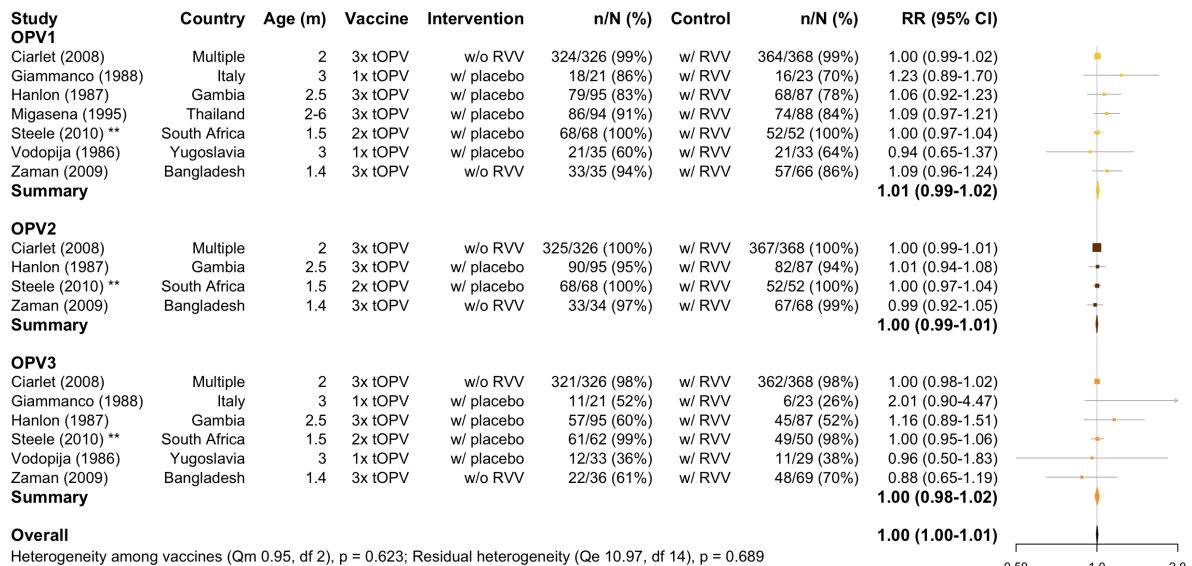 Study Country Age (m) Vaccine Intervention n/N (%) Control n/N (%) RR (95% CI)
OPV1
Ciarlet (2008) Multiple 2 3x tOPV w/o RVV 324/326 (99%) w/ RVV 364/368 (99%) 1.00 (0.99-1.02)
Giammanco (1988) Italy 3 1x tOPV w/ placebo 18/21 (86%) w/ RVV 16/23 (70%) 1.23 (0.89-1.70)
Hanlon (1987) Gambia 2.5 3x tOPV w/ placebo 79/95 (83%) w/ RVV 68/87 (78%) 1.06 (0.92-1.23)
Migasena (1995) Thailand 2-6 3x tOPV w/ placebo 86/94 (91%) w/ RVV 74/88 (84%) 1.09 (0.97-1.21)
Steele (2010) ** South Africa 1.5 2x tOPV w/ placebo 68/68 (100%) w/ RVV 52/52 (100%) 1.00 (0.97-1.04)
Vodopija (1986) Yugoslavia 3 1x tOPV w/ placebo 21/35 (60%) w/ RVV 21/33 (64%) 0.94 (0.65-1.37)
Zaman (2009) Bangladesh 1.4 3x tOPV w/o RVV 33/35 (94%) w/ RVV 57/66 (86%) 1.09 (0.96-1.24)
Summary 1.01 (0.99-1.02)
OPV2
Ciarlet (2008) Multiple 2 3x tOPV w/o RVV 325/326 (100%) w/ RVV 367/368 (100%) 1.00 (0.99-1.01)
Hanlon (1987) Gambia 2.5 3x tOPV w/ placebo 90/95 (95%) w/ RVV 82/87 (94%) 1.01 (0.94-1.08)
Steele (2010) ** South Africa 1.5 2x tOPV w/ placebo 68/68 (100%) w/ RVV 52/52 (100%) 1.00 (0.97-1.04)
Zaman (2009) Bangladesh 1.4 3x tOPV w/o RVV 33/34 (97%) w/ RVV 67/68 (99%) 0.99 (0.92-1.05)
Summary 1.00 (0.99-1.01)
OPV3
Ciarlet (2008) Multiple 2 3x tOPV w/o RVV 321/326 (98%) w/ RVV 362/368 (98%) 1.00 (0.98-1.02)
Giammanco (1988) Italy 3 1x tOPV w/ placebo 11/21 (52%) w/ RVV 6/23 (26%) 2.01 (0.90-4.47)
Hanlon (1987) Gambia 2.5 3x tOPV w/ placebo 57/95 (60%) w/ RVV 45/87 (52%) 1.16 (0.89-1.51)
Steele (2010) ** South Africa 1.5 2x tOPV w/ placebo 61/62 (99%) w/ RVV 49/50 (98%) 1.00 (0.95-1.06)
Vodopija (1986) Yugoslavia 3 1x tOPV w/ placebo 12/33 (36%) w/ RVV 11/29 (38%) 0.96 (0.50-1.83)
Zaman (2009) Bangladesh 1.4 3x tOPV w/o RVV 22/36 (61%) w/ RVV 48/69 (70%) 0.88 (0.65-1.19)
Summary 1.00 (0.98-1.02)
Overall 1.00 (1.00-1.01)
Heterogeneity among vaccines (Qm 0.95, df 2), p = 0.623; Residual heterogeneity (Qe 10.97, df 14), p = 0.689
0.50 1.0 2.0